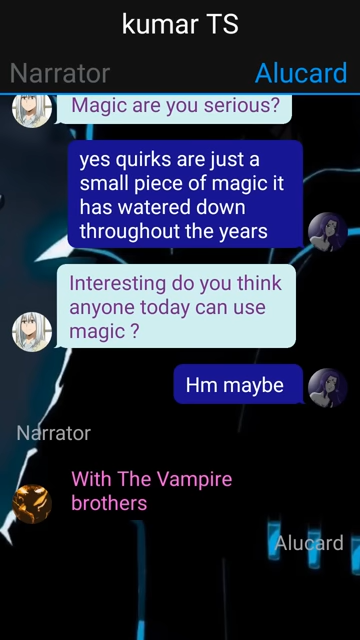 kumar TS
Narrator
Alucard
Magic are you serious?
yes quirks are just a
small piece of magic it
has watered down
throughout the years
Interesting do you think
anyone today can use
magic ?
Hm maybe
Narrator
With The Vampire
brothers
Alucard